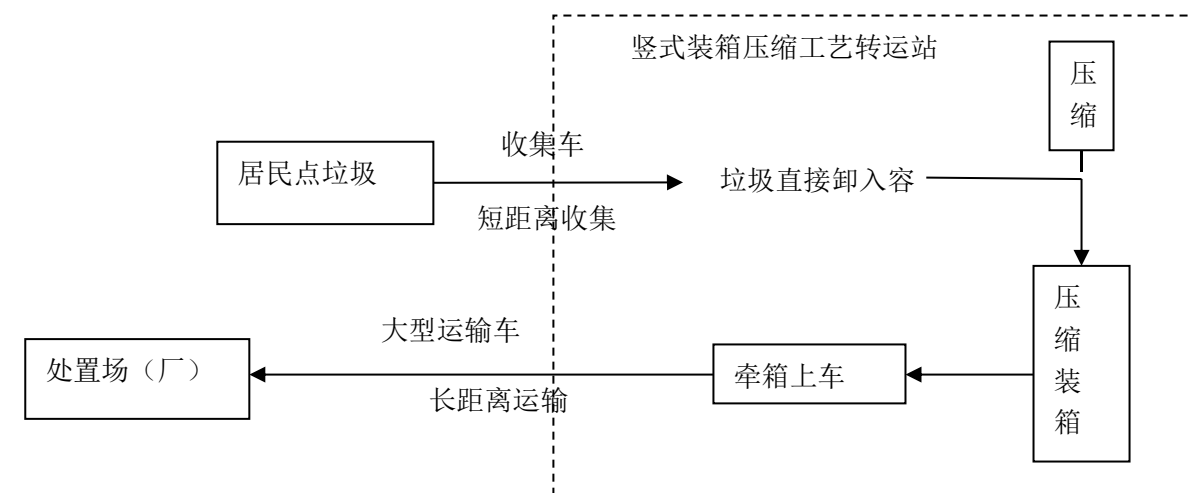 竖式装箱压缩工艺转运站
压
缩
收集车
居民点垃圾
垃圾直接卸入容
短距离收集
压
缩
装
箱
大型运输车
处置场（厂）
牵箱上车
长距离运输